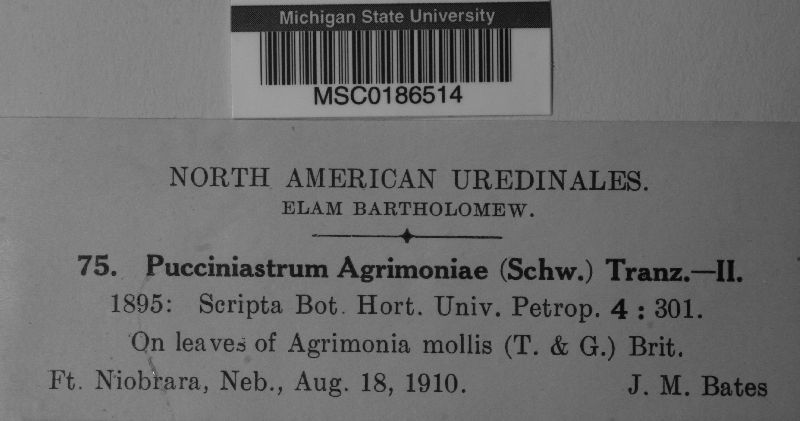 Michigan State University
MSC0186514
NORTH AMERICAN UREDINALES.
ELAM BARTHOLOMEW.
75. Pucciniastrum Agrimoniae (Schw.) Tranz.—II.
1895: Scripta Bot. Hort. Univ. Petrop. 4 : 301.
On leaves of Agrimonia mollis (T. & G.) Brit.
Ft. Niobrara, Neb., Aug. 18, 1910. J. M. Bates